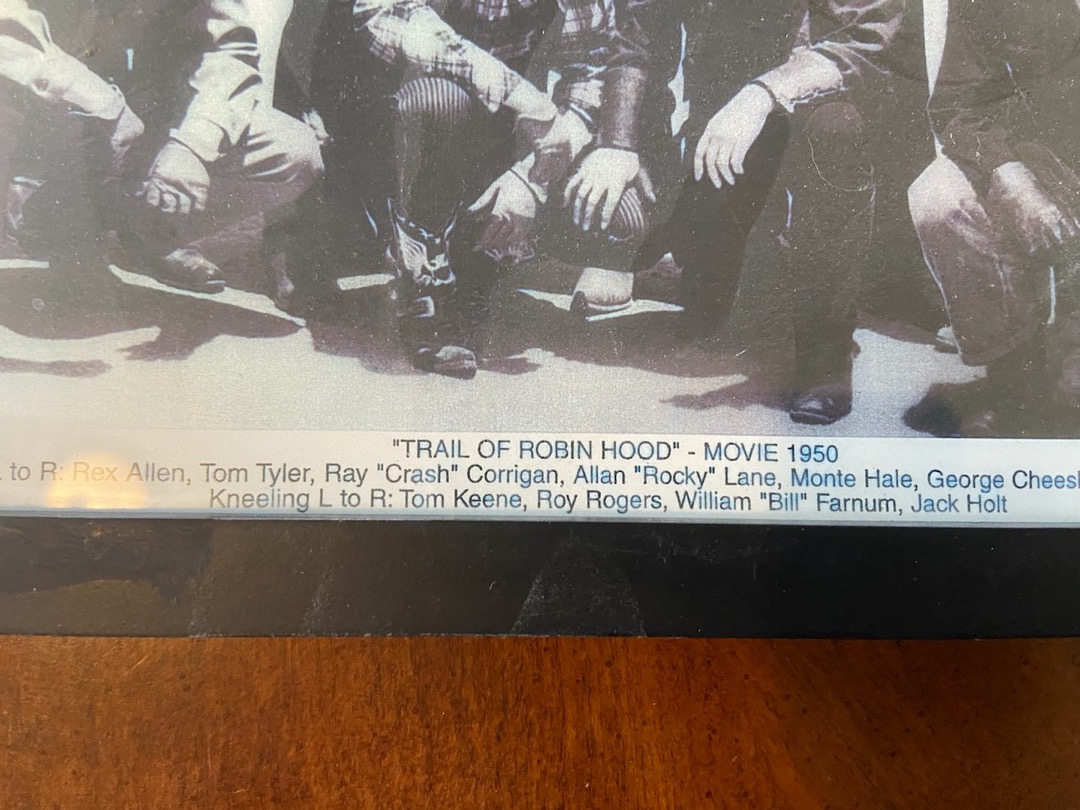 "TRAIL OF ROBIN HOOD" - MOVIE 1950
to R: Rex Allen, Tom Tyler, Ray "Crash" Corrigan, Allan "Rocky" Lane, Monte Hale, George
Kneeling L to R: Tom Keene, Roy Rogers, William "Bill" Farnum, Jack Holt